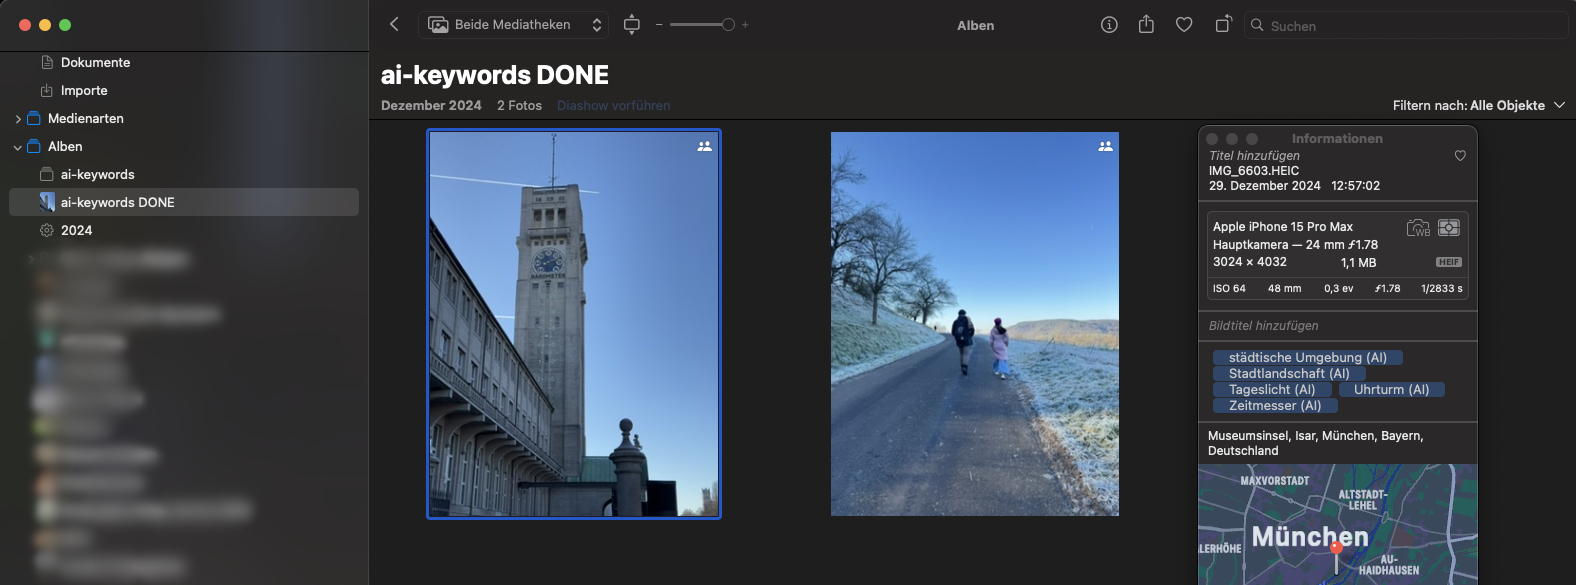 Beide Mediatheken
Alben
Suchen
Dokumente
Importe
Medienarten
Alben
ai-keywords
ai-keywords DONE
2024
ai-keywords DONE
Dezember 2024 2 Fotos Diashow vorführen
Filtern nach: Alle Objekte
BAROMETER
Informationen
Titel hinzufügen
IMG_6603.HEIC
29. Dezember 2024 12:57:02
Apple iPhone 15 Pro Max
WB
Hauptkamera — 24 mm ƒ1.78
3024 × 4032 1,1 MB HEIF
ISO 64 48 mm 0,3 ev ƒ1.78 1/2833 s
Bildtitel hinzufügen
städtische Umgebung (AI)
Stadtlandschaft (AI)
Tageslicht (AI) Uhrturm (AI)
Zeitmesser (AI)
Museumsinsel, Isar, München, Bayern,
Deutschland
MAXVORSTADT
ALTSTADT-
LEHEL
München
LERHÖHE
AU-
HAIDHAUSEN